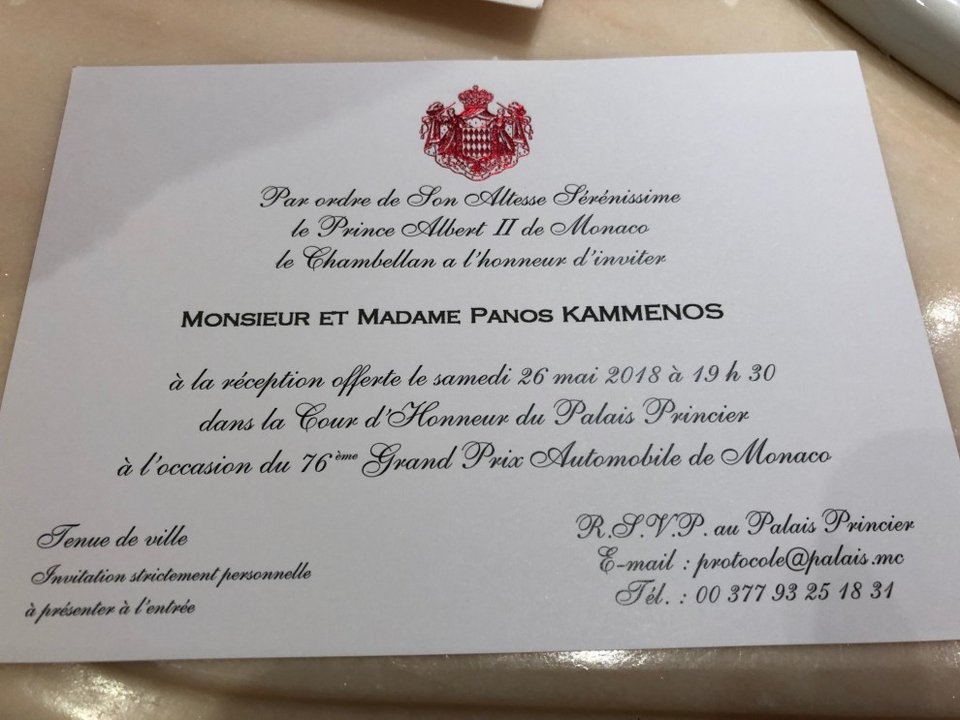 Par ordre de Son Altesse Sérénissime
le Prince Albert II de Monaco
le Chambellan a l'honneur d'inviter
MONSIEUR ET MADAME PANOS KAMMENOS
à la réception offerte le samedi 26 mai 2018 à 19 h 30
dans la Cour d'Honneur du Palais Princier
à l'occasion du 76ème Grand Prix Automobile de Monaco
Tenue de ville
Invitation strictement personnelle
à présenter à l'entrée
R.S.V.P. au Palais Princier
E-mail : protocole@palais.mc
Tél. : 00 377 93 25 18 31